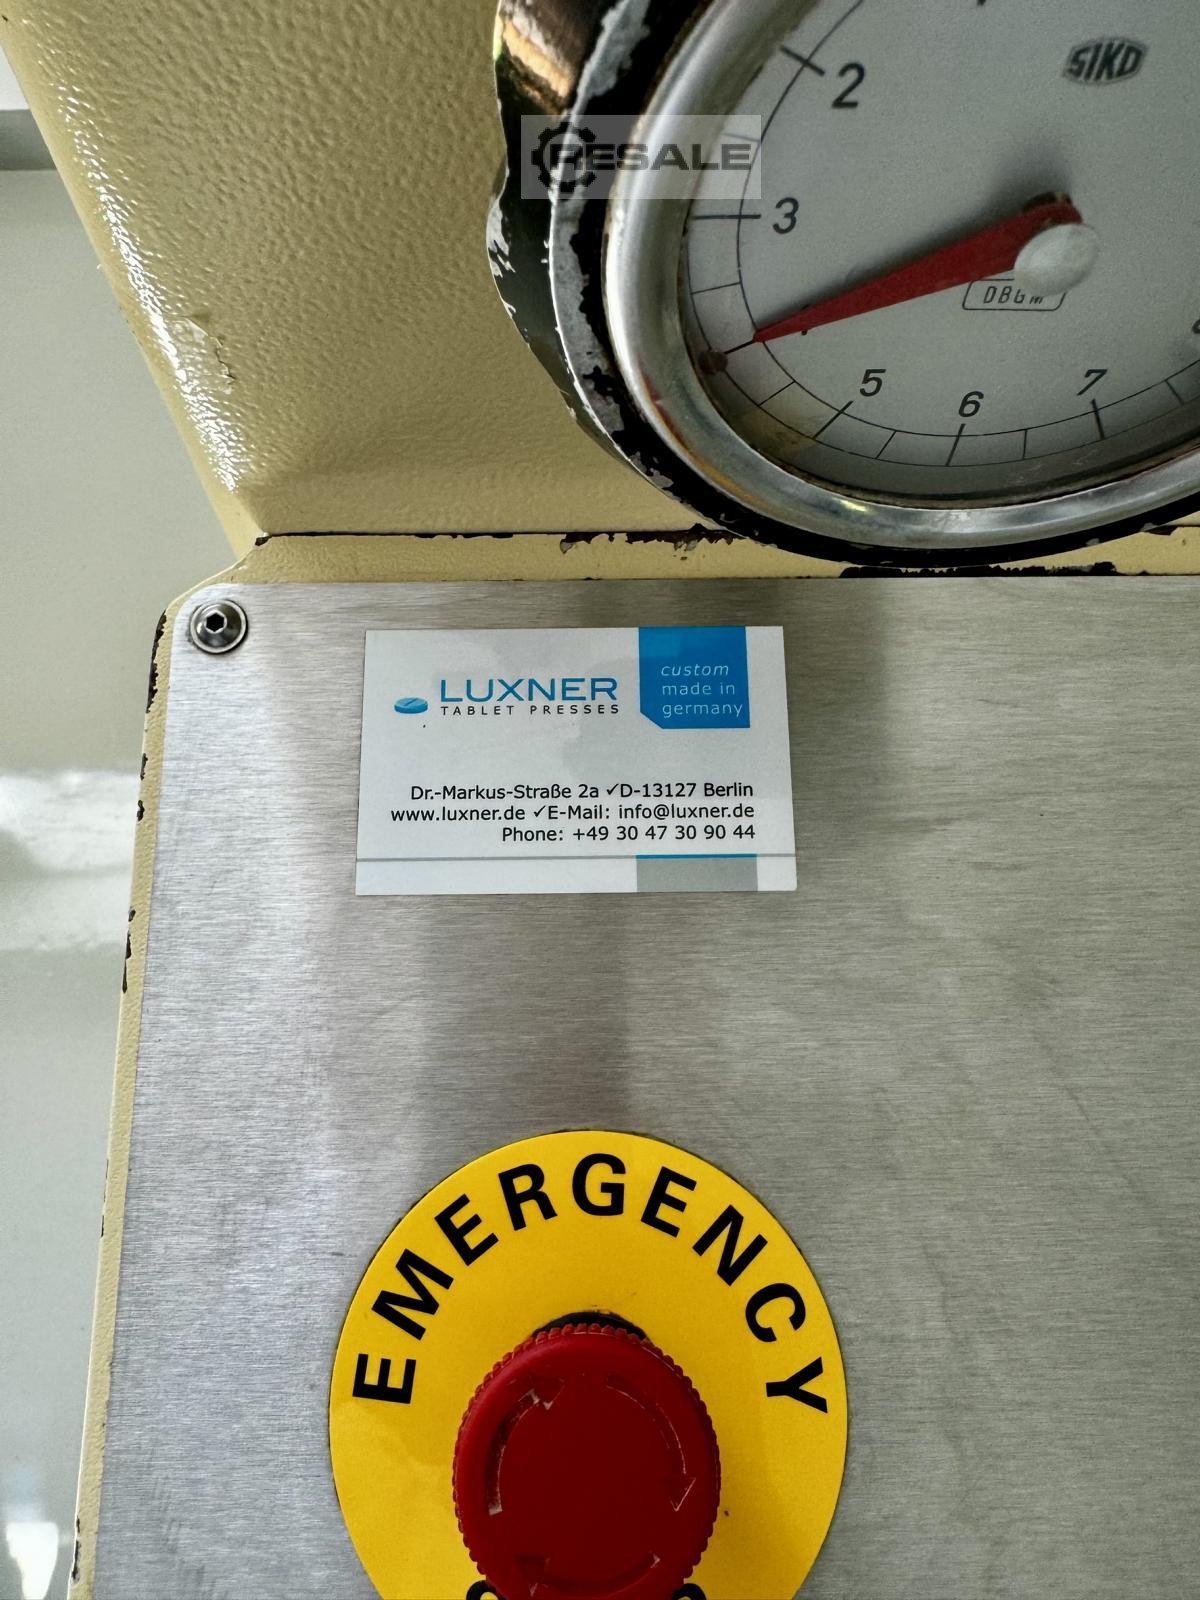 2
SIKO
RESALE
3
DBGM
5
6
7
LUXNER
TABLET PRESSES
custom
made in
germany
Dr.-Markus-Straße 2a ✓D-13127 Berlin
www.luxner.de ✓E-Mail: info@luxner.de
Phone: +49 30 47 30 90 44
EMERGENCY